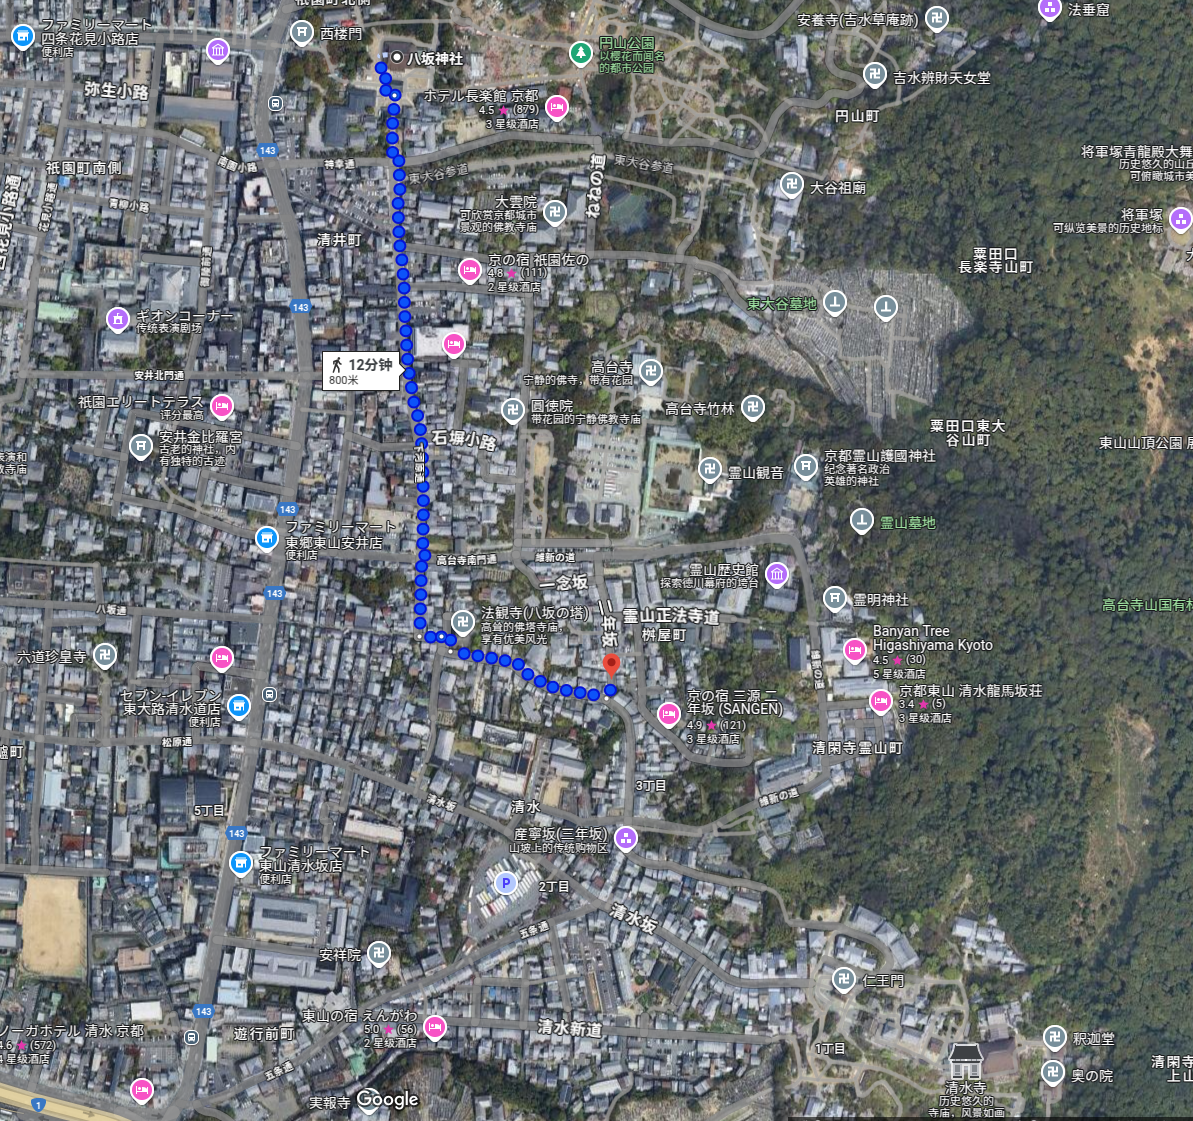 祇園町北側
ファミリーマート
四条花見小路店
便利店
西楼門
八坂神社
円山公園
以樱花而闻名
的都市公园
安養寺(吉水草庵跡)
法垂窟
吉水辨財天女堂
弥生小路
ホテル長楽館 京都
4.5 ★ (879)
3 星级酒店
円山町
143
南園小路
神幸通
東大谷参道
東大谷参道
祇園町南側
ねねの道
大谷祖廟
将軍塚青龍殿大舞
历史悠久的山丘
可俯瞰城市美
花見小路通
青柳小路
大雲院
可欣赏京都城市
景观的佛教寺庙
将軍塚
可纵览美景的历史地标
清井町
京の宿 祇園佐の
4.8 ★ (111)
2 星级酒店
粟田口
長楽寺山町
143
東大谷墓地
ギオンコーナー
传统表演剧场
12分钟
800米
安井北門通
高台寺
宁静的佛寺，带有花园
祇園エリートテラス
评分最高
圓徳院
带花园的宁静佛教寺庙
高台寺竹林
安井金比羅宮
古老的神社，内
有独特的古迹
石塀小路
下河原通
粟田口東大
谷山町
東山山頂公園
霊山観音
京都霊山護國神社
纪念著名政治
英雄的神社
143
霊山墓地
ファミリーマート
東郷東山安井店
便利店
高台寺南門通
維新の道
霊山歴史館
探索德川幕府的垮台
143
一念坂
二年坂
霊明神社
八坂通
法観寺(八坂の塔)
高耸的佛塔寺庙，
享有优美风光
霊山正法寺道
桝屋町
高台寺山国有林
六道珍皇寺
維新の道
Banyan Tree
Higashiyama Kyoto
4.5 ★ (30)
5 星级酒店
セブン-イレブン
東大路清水道店
便利店
京の宿 三源 二
年坂 (SANGEN)
4.9 ★ (121)
3 星级酒店
京都東山 清水龍馬坂荘
3.4 ★ (5)
3 星级酒店
松原通
清閑寺霊山町
3丁目
維新の道
5丁目
清水坂
清水
143
産寧坂(三年坂)
山坡上的传统购物区
ファミリーマート
東山清水坂店
便利店
P
2丁目
清水坂
五条通
安祥院
仁王門
143
東山の宿 えんがわ
5.0 ★ (56)
2 星级酒店
ノーガホテル 清水 京都
4.6 ★ (572)
4 星级酒店
遊行前町
清水新道
1丁目
釈迦堂
奥の院
五条通
清水寺
历史悠久的
寺庙，风景如画
清閑寺
上山
1
実報寺
Google